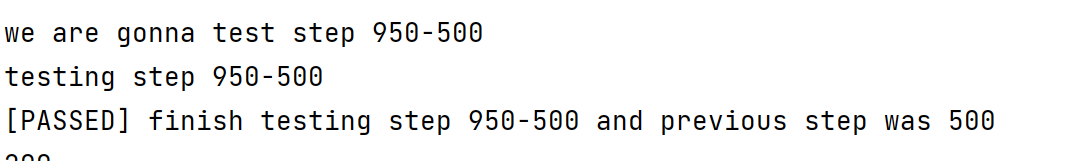 we are gonna test step 950-500
testing step 950-500
[PASSED] finish testing step 950-500 and previous step was 500